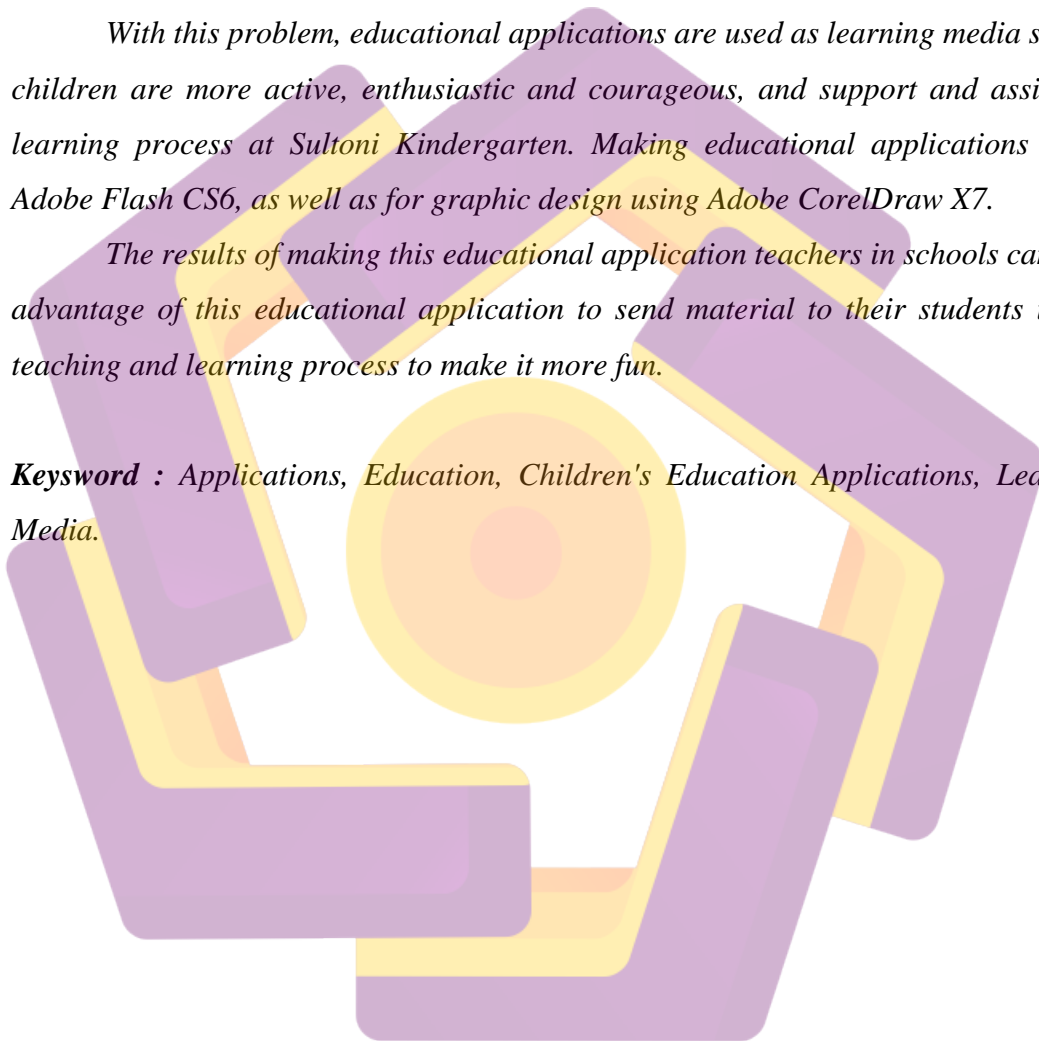 With this problem, educational applications are used as learning media
children are more active, enthusiastic and courageous, and support and
learning process at Sultoni Kindergarten. Making educational applications
Adobe Flash CS6, as well as for graphic design using Adobe CorelDraw X7.
The results of making this educational application teachers in schools
advantage of this educational application to send material to their students
teaching and learning process to make it more fun.
Keysword : Applications, Education, Children's Education Applications,
Media.